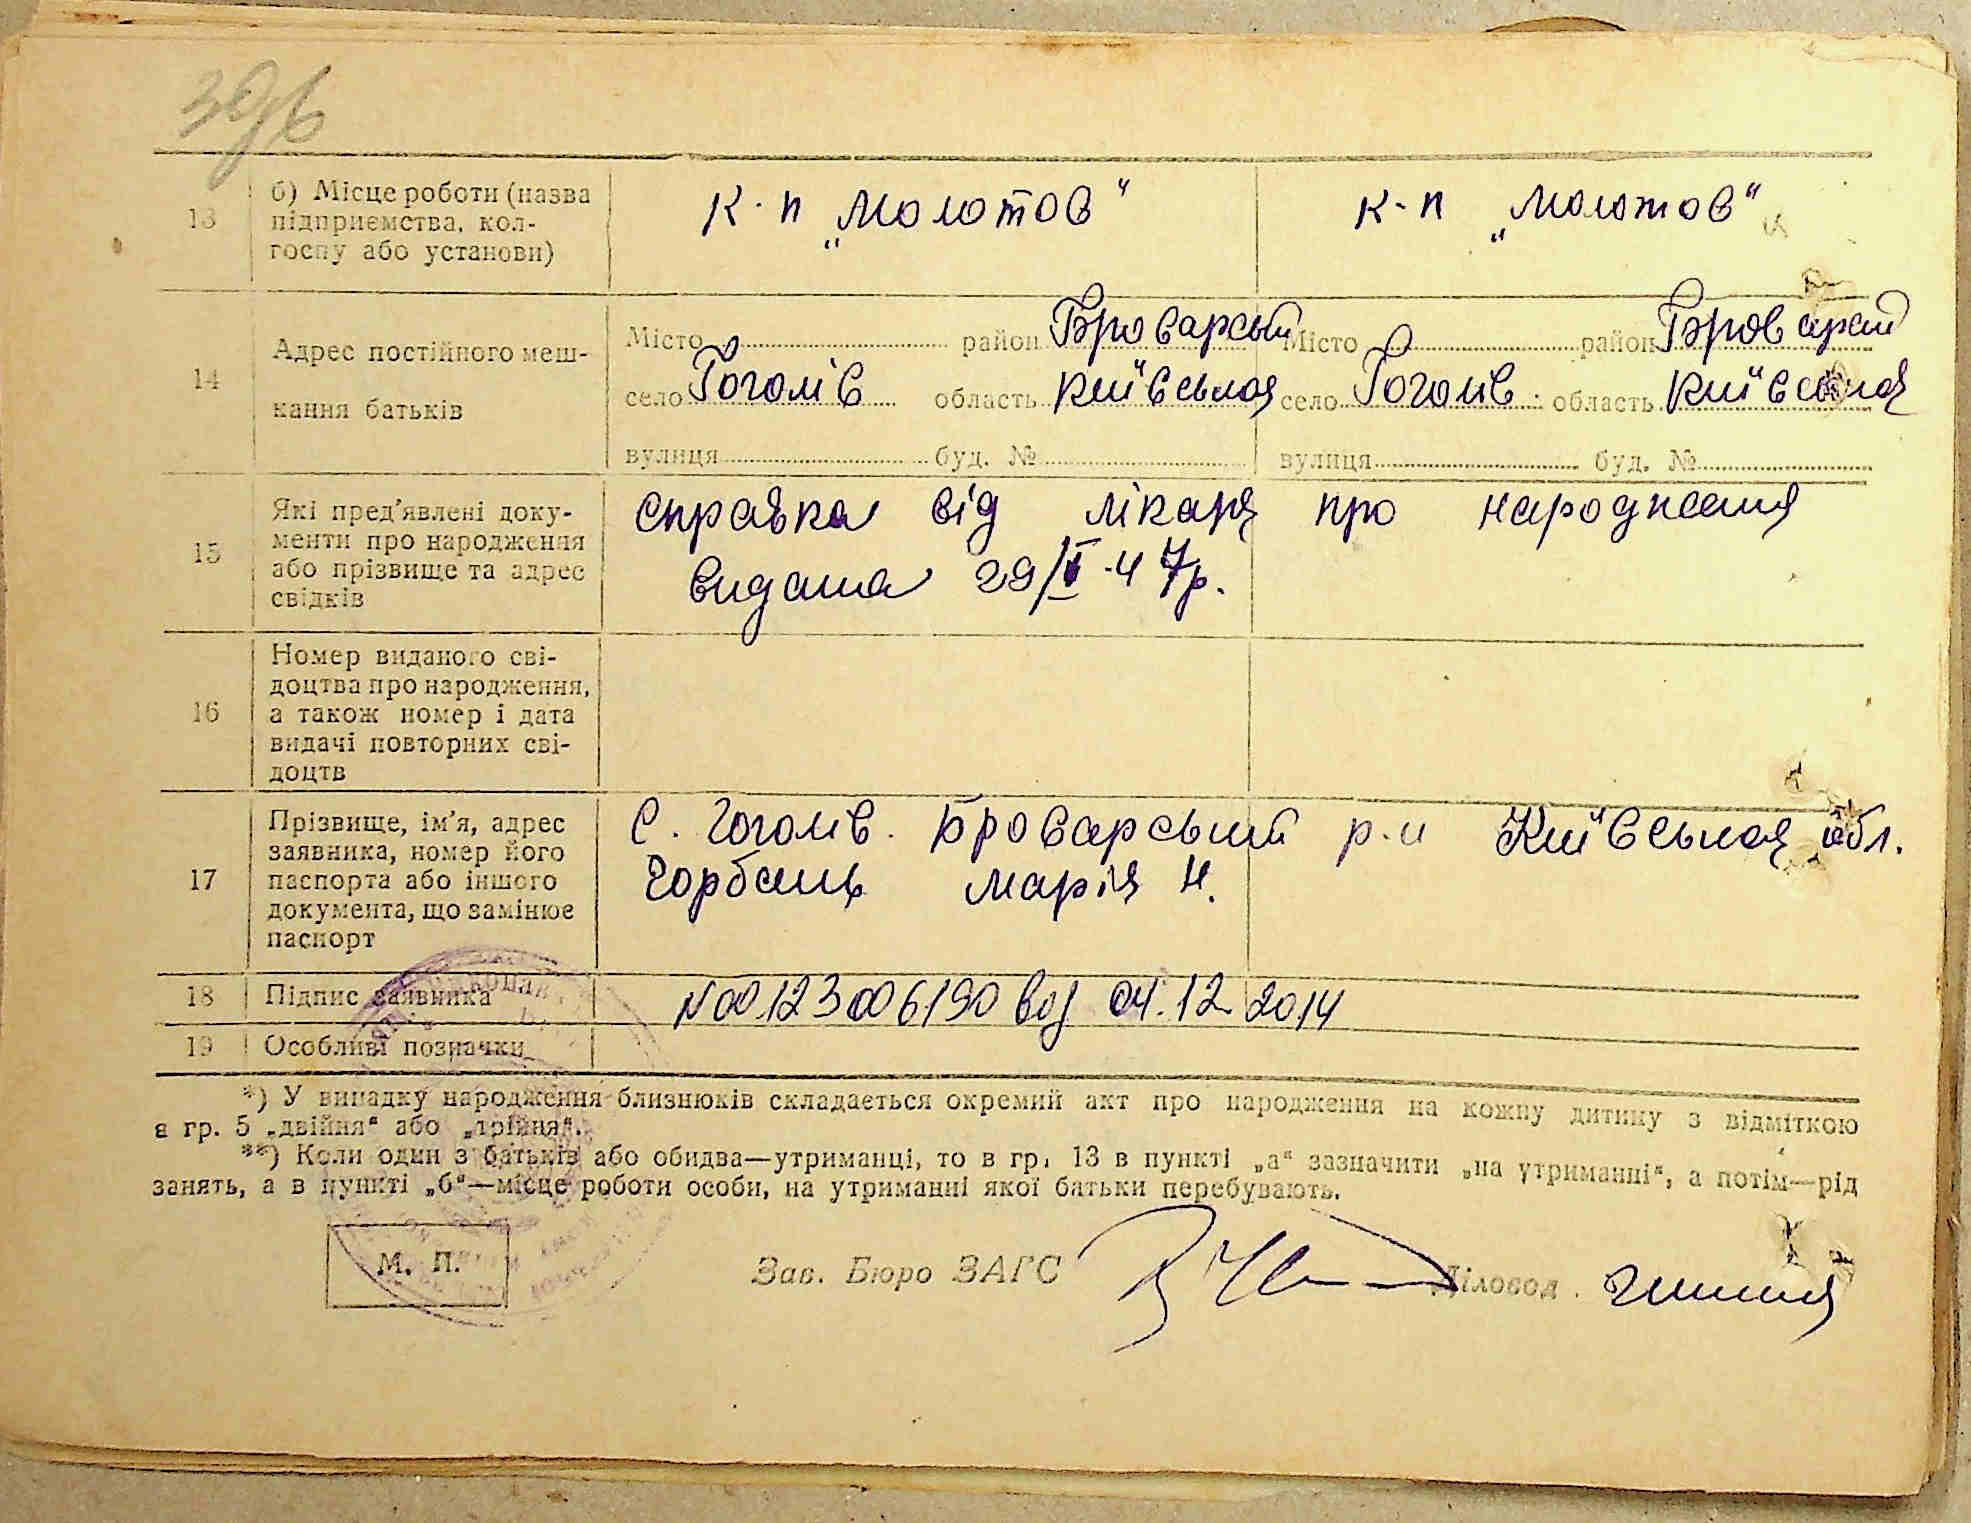 13
б) Місце роботи (назва
підприємства, кол-
госпу або установи)
к-п „Молотов“
к-п „Молотов“
14
Адрес постійного меш-
кання батьків
Місто район Броварський
село Гоголів область Київськая
вулиця буд. №
Місто район
село Гоголів область Київськая
вулиця буд. №
15
Які пред’явлені доку-
менти про народження
або прізвище та адрес
свідків
справка від лікаря про народження
видана 29/ 47р.
16
Номер виданого сві-
доцтва про народження,
а також номер і дата
видачі повторних сві-
доцтв
17
Прізвище, ім’я, адрес
заявника, номер його
паспорта або іншого
документа, що замінює
паспорт
С. Гоголів. Броварський р-н Київськая обл.
Горбань Марія Н.
18
Підпис заявника
N 00123006190 від 04.12.2014
19
Особливі позначки
*) У випадку народження близнюків складається окремий акт про народження на кожну дитину з відміткою
в гр. 5 „двійня“ або „трійня“.
**) Коли один з батьків або обидва—утриманці, то в гр. 13 в пункті „а“ зазначити „на утриманні“, а потім—рід
занять, а в пункті „б“—місце роботи особи, на утриманні якої батьки перебувають.
М. П.
Зав. Бюро ЗАГС
Діловод